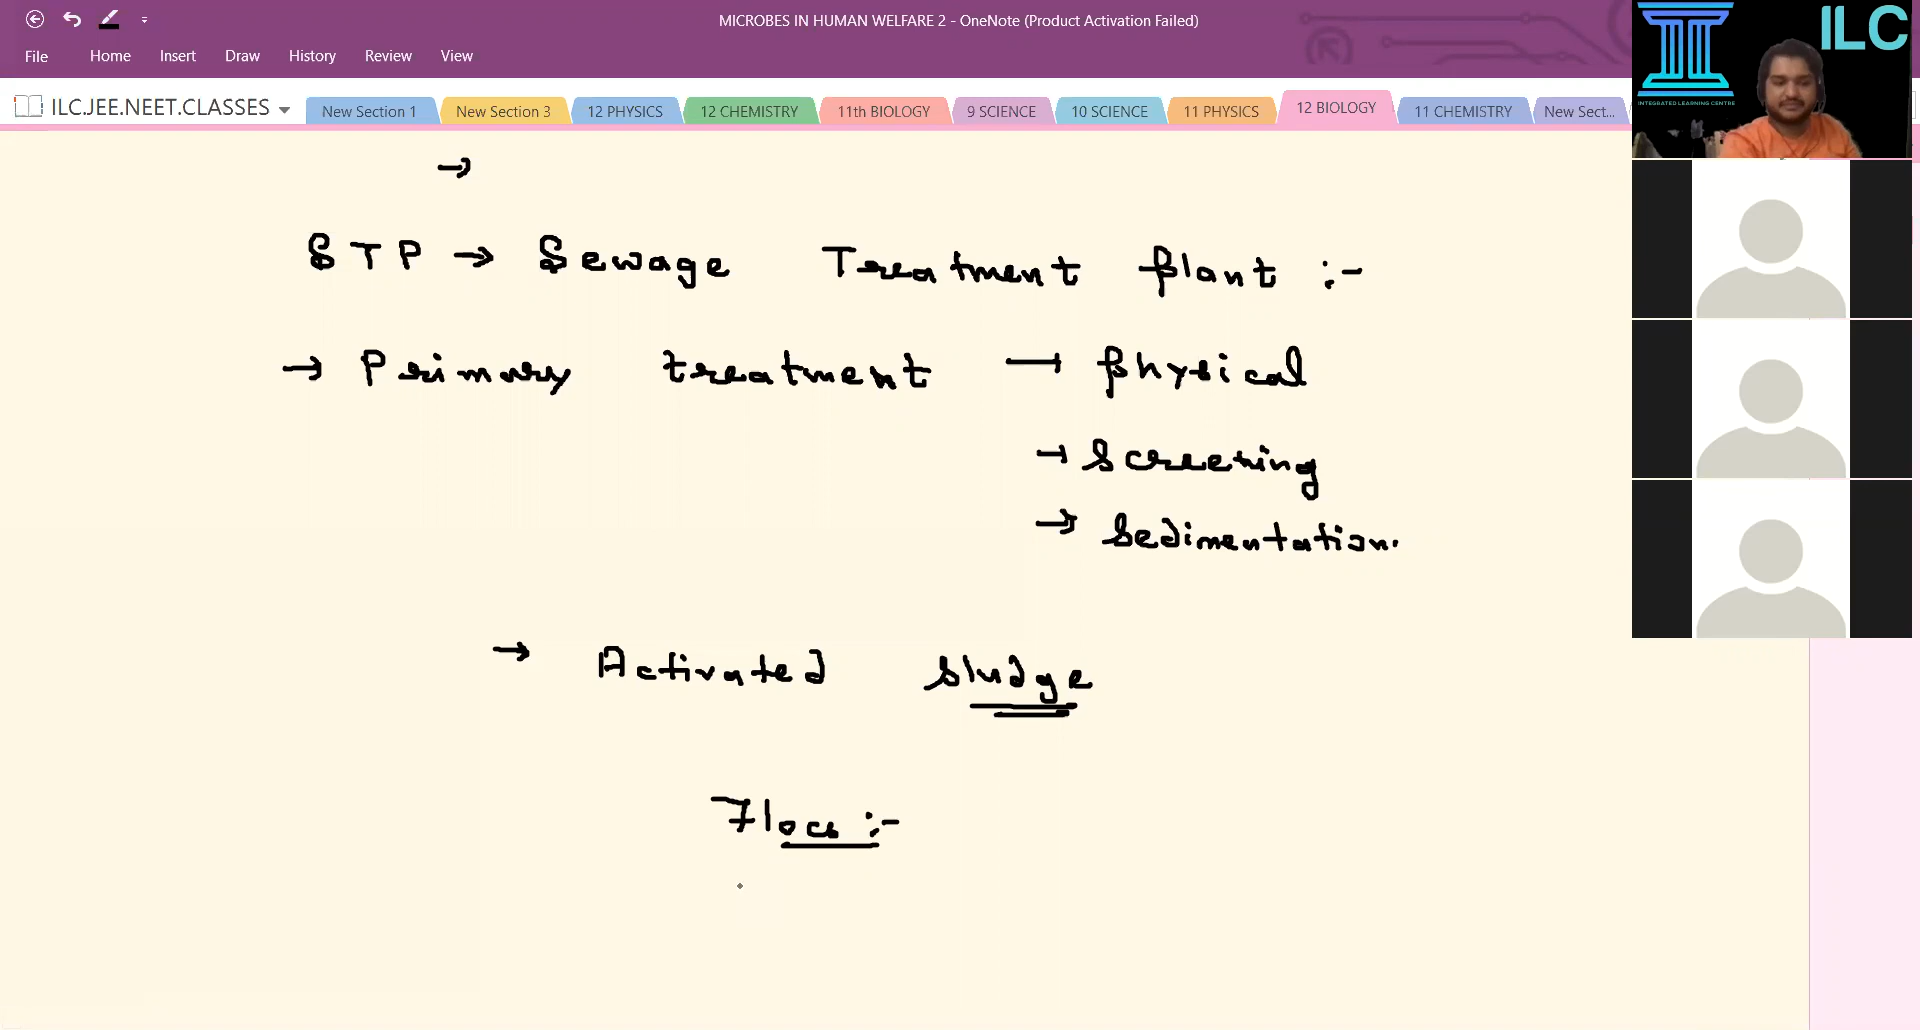 MICROBES IN HUMAN WELFARE 2 - OneNote (Product Activation Failed)
File Home Insert Draw History Review View
ILC.JEE.NEET.CLASSES New Section 1 New Section 3 12 PHYSICS 12 CHEMISTRY 11th BIOLOGY 9 SCIENCE 10 SCIENCE 11 PHYSICS 12 BIOLOGY 11 CHEMISTRY New Sect...
ILC
INTEGRATED LEARNING CENTRE
→
STP → Sewage Treatment plant :-
→ Primary treatment → physical
→ Screening
→ Sedimentation.
→ Activated sludge
Flocs :-